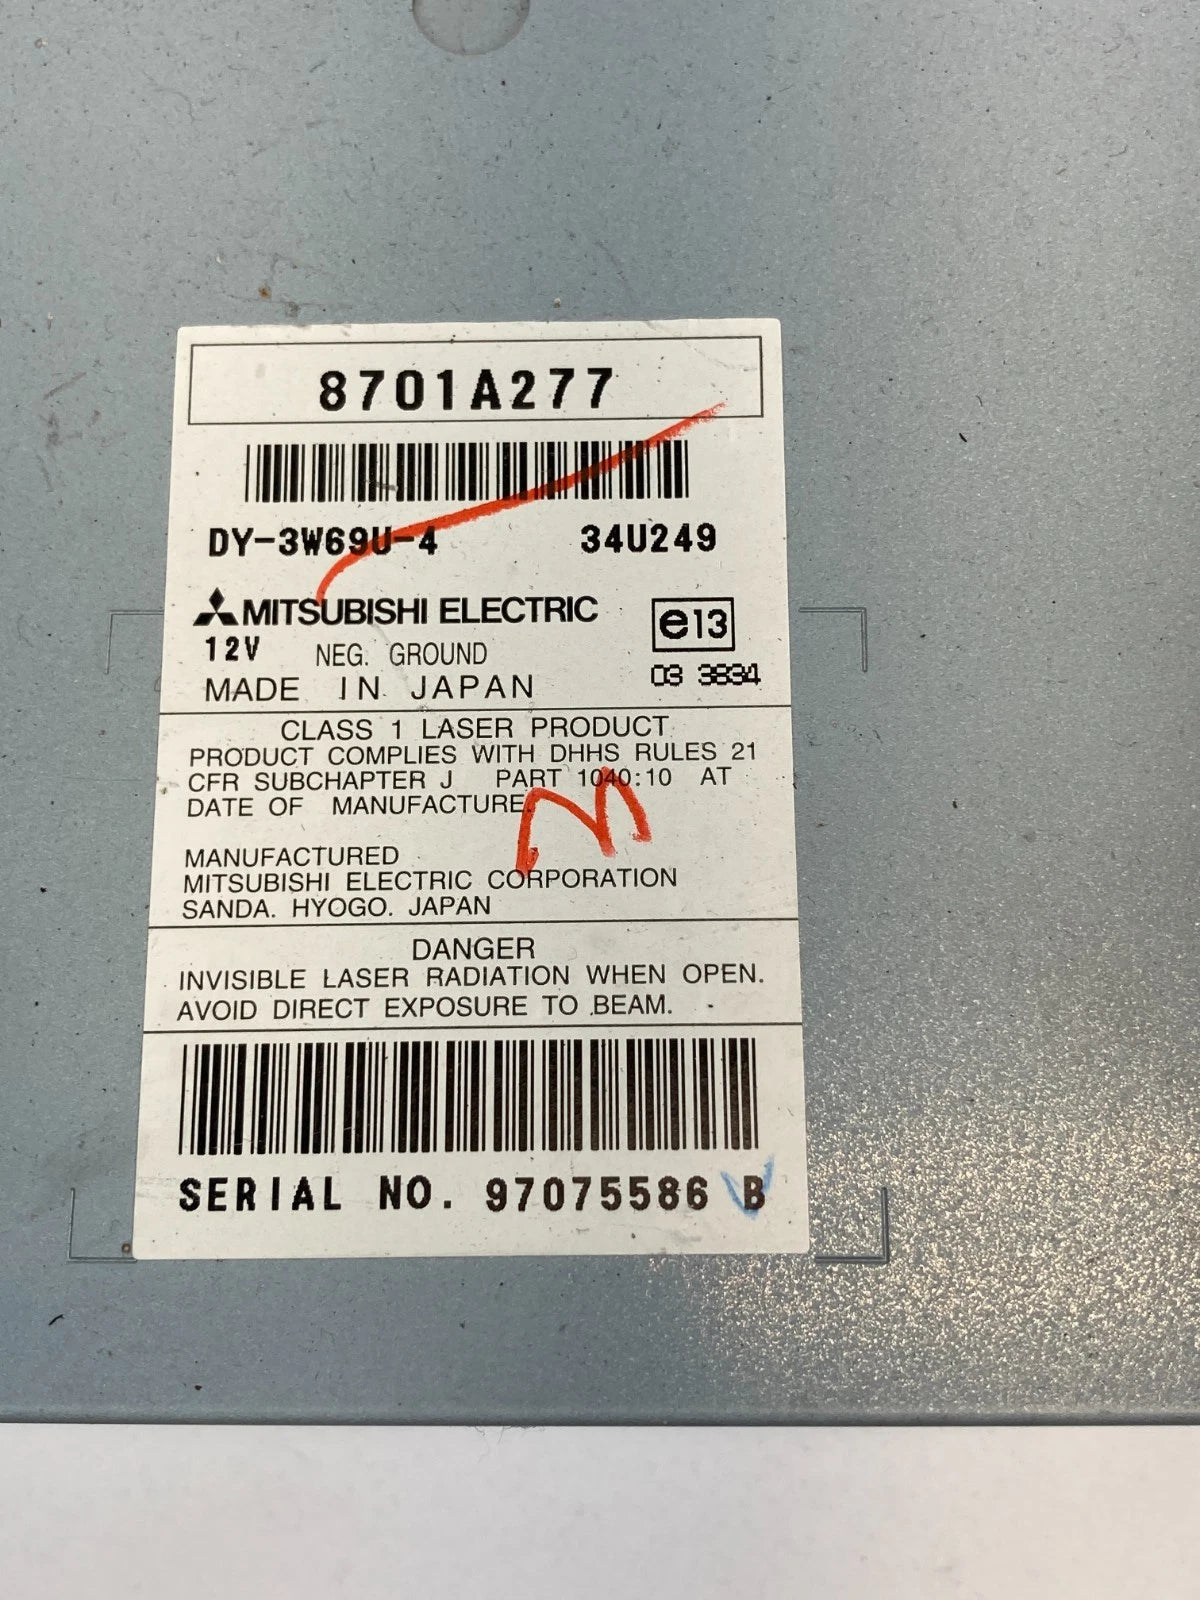 8701A277
DY-3W69U-4 34U249
MITSUBISHI ELECTRIC
e13
12V NEG. GROUND
03 3834
MADE IN JAPAN
CLASS 1 LASER PRODUCT
PRODUCT COMPLIES WITH DHHS RULES 21
CFR SUBCHAPTER J PART 1040:10 AT
DATE OF MANUFACTURE.
MANUFACTURED
MITSUBISHI ELECTRIC CORPORATION
SANDA. HYOGO. JAPAN
DANGER
INVISIBLE LASER RADIATION WHEN OPEN.
AVOID DIRECT EXPOSURE TO BEAM.
SERIAL NO. 97075586 B